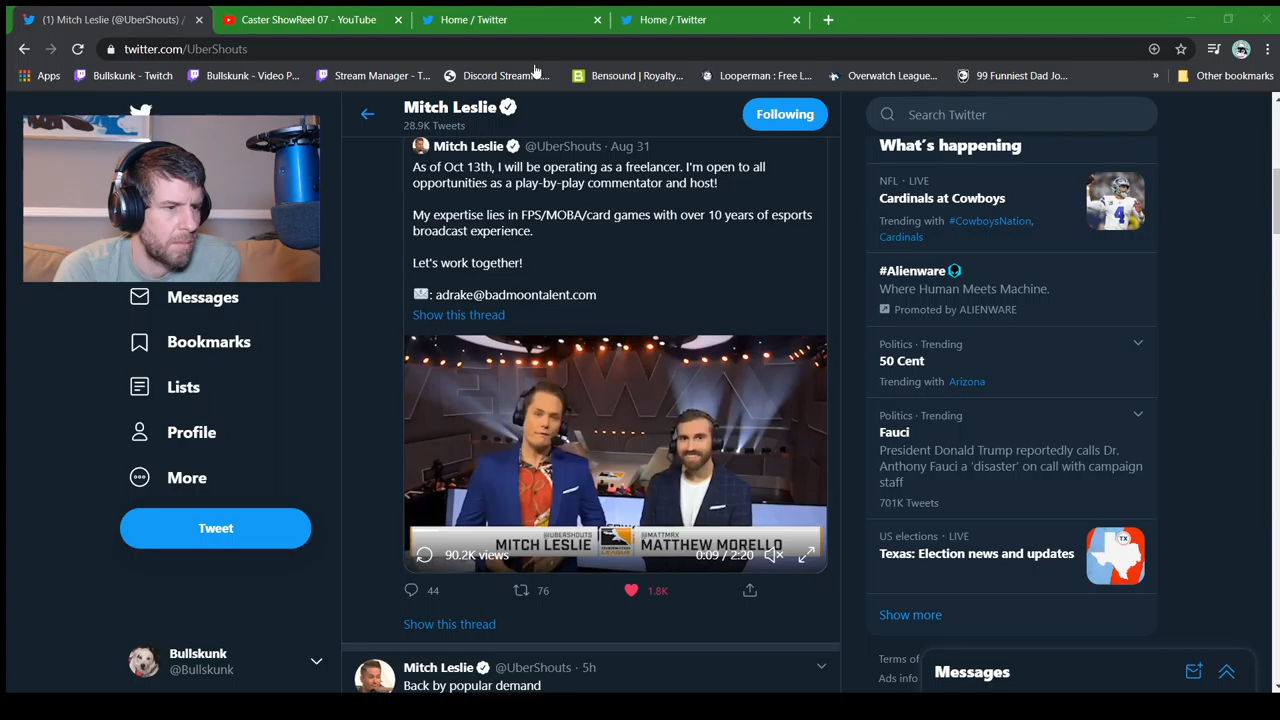 (1) Mitch Leslie (@UberShouts) /
Caster ShowReel 07 - YouTube
Home / Twitter
Home / Twitter
twitter.com/UberShouts
Apps
Bullskunk - Twitch
Bullskunk - Video P...
Stream Manager - T...
Discord Stream
Bensound | Royalty...
Looperman : Free L...
Overwatch League...
99 Funniest Dad Jo...
»
Other bookmarks
Mitch Leslie
28.9K Tweets
Following
Search Twitter
Mitch Leslie @UberShouts · Aug 31
As of Oct 13th, I will be operating as a freelancer. I'm open to all
opportunities as a play-by-play commentator and host!
My expertise lies in FPS/MOBA/card games with over 10 years of esports
broadcast experience.
Let's work together!
: adrake@badmoontalent.com
Show this thread
@UBERSHOUTS
MITCH LESLIE
@MATTMRX
MATTHEW MORELLO
90.2K views
0:09 / 2:20
44
76
1.8K
Show this thread
Mitch Leslie @UberShouts · 5h
Back by popular demand
Messages
Bookmarks
Lists
Profile
More
Tweet
Bullskunk
@Bullskunk
What's happening
NFL · LIVE
Cardinals at Cowboys
Trending with #CowboysNation,
Cardinals
#Alienware
Where Human Meets Machine.
Promoted by ALIENWARE
Politics · Trending
50 Cent
Trending with Arizona
Politics · Trending
Fauci
President Donald Trump reportedly calls Dr.
Anthony Fauci a 'disaster' on call with campaign
staff
701K Tweets
US elections · LIVE
Texas: Election news and updates
TX
Show more
Terms of
Ads info
Messages